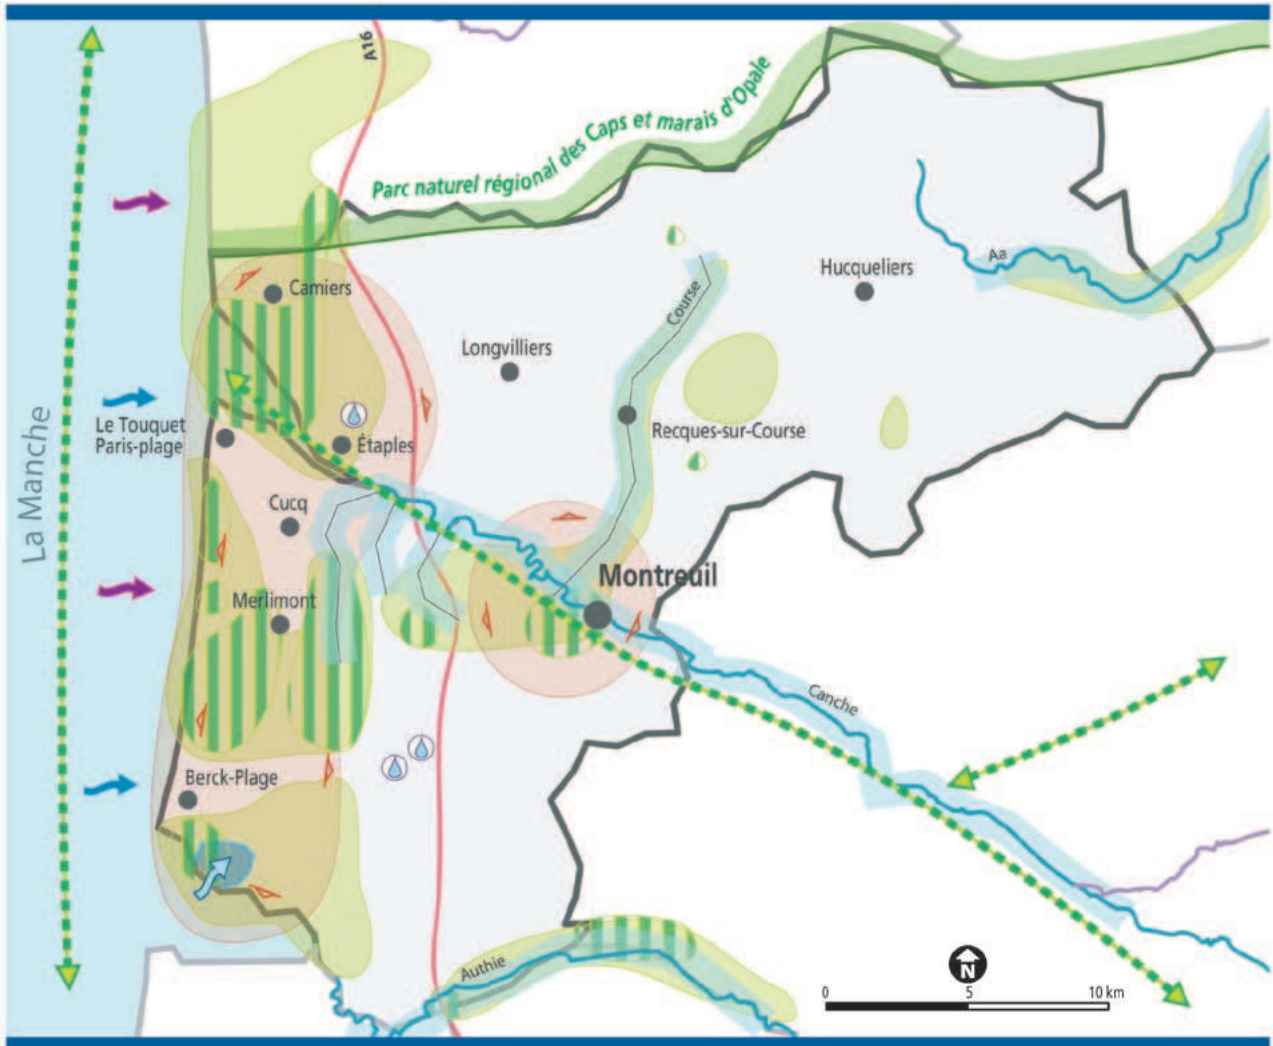 A16
Parc naturel régional des Caps et marais d'Opale
La Manche
Camiers
Hucqueliers
Aa
Course
Longvilliers
Le Touquet
Paris-plage
Étaples
Recques-sur-Course
Cucq
Montreuil
Merlimont
Canche
Berck-Plage
Authie
N
0 5 10 km